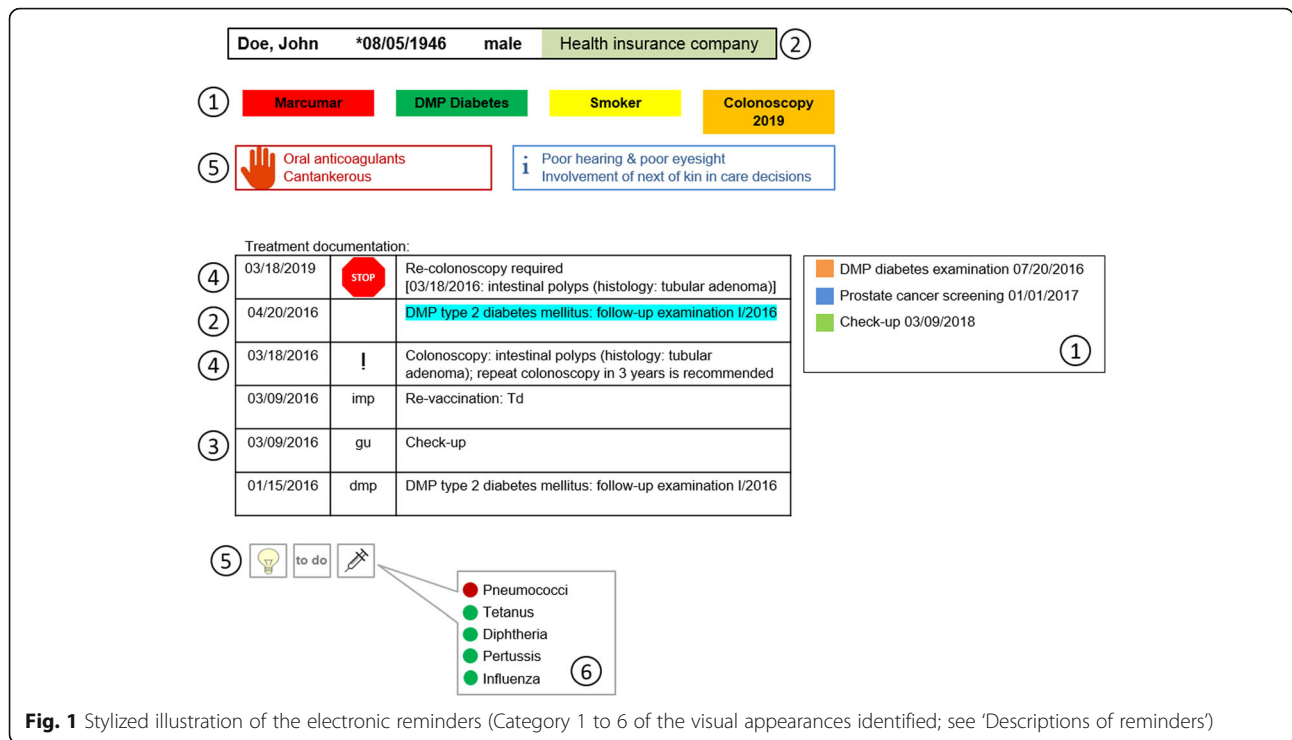 Doe, John *08/05/1946 male Health insurance company 2
1 Marcumar DMP Diabetes Smoker Colonoscopy
2019
5 Oral anticoagulants
Cantankerous
i Poor hearing & poor eyesight
Involvement of next of kin in care decisions
Treatment documentation:
4 03/18/2019 STOP Re-colonoscopy required
[03/18/2016: intestinal polyps (histology: tubular adenoma)]
2 04/20/2016 DMP type 2 diabetes mellitus: follow-up examination I/2016
4 03/18/2016 ! Colonoscopy: intestinal polyps (histology: tubular
adenoma); repeat colonoscopy in 3 years is recommended
03/09/2016 imp Re-vaccination: Td
3 03/09/2016 gu Check-up
01/15/2016 dmp DMP type 2 diabetes mellitus: follow-up examination I/2016
DMP diabetes examination 07/20/2016
Prostate cancer screening 01/01/2017
Check-up 03/09/2018
1
5 to do
Pneumococci
Tetanus
Diphtheria
Pertussis
Influenza
6
Fig. 1 Stylized illustration of the electronic reminders (Category 1 to 6 of the visual appearances identified; see ‘Descriptions of reminders’)